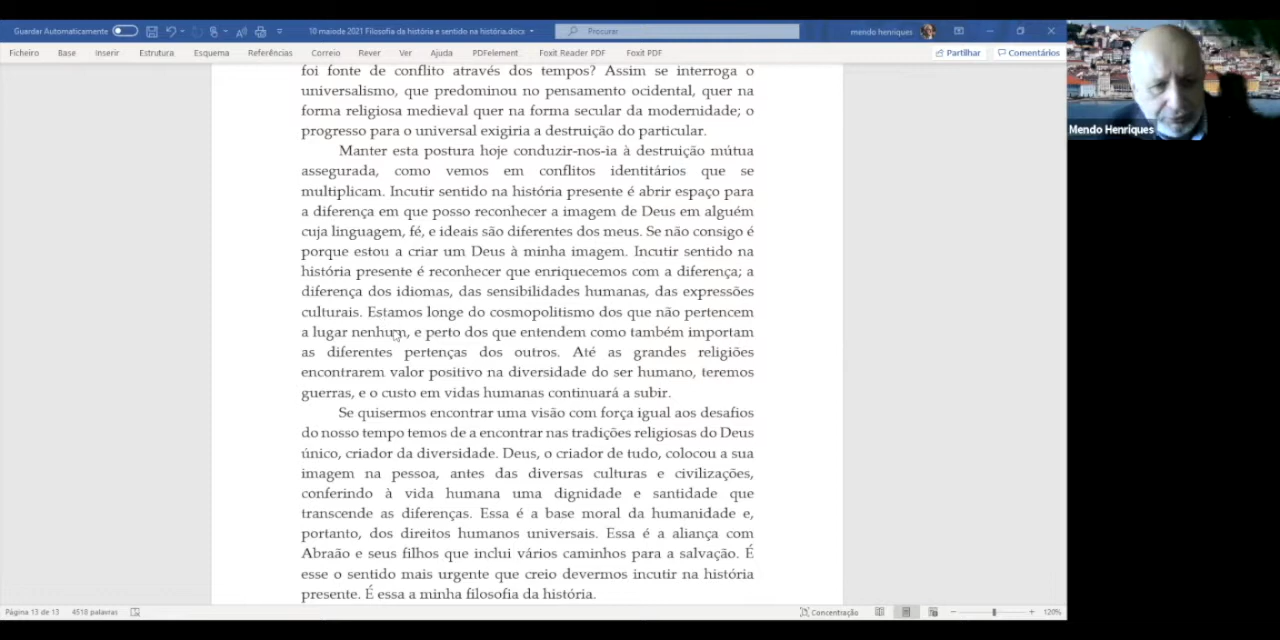 Guardar Automaticamente
10 maiode 2021 Filosofia da história e sentido na história.docx
Procurar
mendo henriques
Ficheiro Base Inserir Estrutura Esquema Referências Correio Rever Ver Ajuda PDFelement Foxit Reader PDF Foxit PDF Partilhar Comentários
foi fonte de conflito através dos tempos? Assim se interroga o
universalismo, que predominou no pensamento ocidental, quer na
forma religiosa medieval quer na forma secular da modernidade; o
progresso para o universal exigiria a destruição do particular.
Manter esta postura hoje conduzir-nos-ia à destruição mútua
assegurada, como vemos em conflitos identitários que se
multiplicam. Incutir sentido na história presente é abrir espaço para
a diferença em que posso reconhecer a imagem de Deus em alguém
cuja linguagem, fé, e ideais são diferentes dos meus. Se não consigo é
porque estou a criar um Deus à minha imagem. Incutir sentido na
história presente é reconhecer que enriquecemos com a diferença; a
diferença dos idiomas, das sensibilidades humanas, das expressões
culturais. Estamos longe do cosmopolitismo dos que não pertencem
a lugar nenhum, e perto dos que entendem como também importam
as diferentes pertenças dos outros. Até as grandes religiões
encontrarem valor positivo na diversidade do ser humano, teremos
guerras, e o custo em vidas humanas continuará a subir.
Se quisermos encontrar uma visão com força igual aos desafios
do nosso tempo temos de a encontrar nas tradições religiosas do Deus
único, criador da diversidade. Deus, o criador de tudo, colocou a sua
imagem na pessoa, antes das diversas culturas e civilizações,
conferindo à vida humana uma dignidade e santidade que
transcende as diferenças. Essa é a base moral da humanidade e,
portanto, dos direitos humanos universais. Essa é a aliança com
Abraão e seus filhos que inclui vários caminhos para a salvação. É
esse o sentido mais urgente que creio devermos incutir na história
presente. É essa a minha filosofia da história.
Mendo Henriques
Página 13 de 13 4518 palavras Concentração 120%